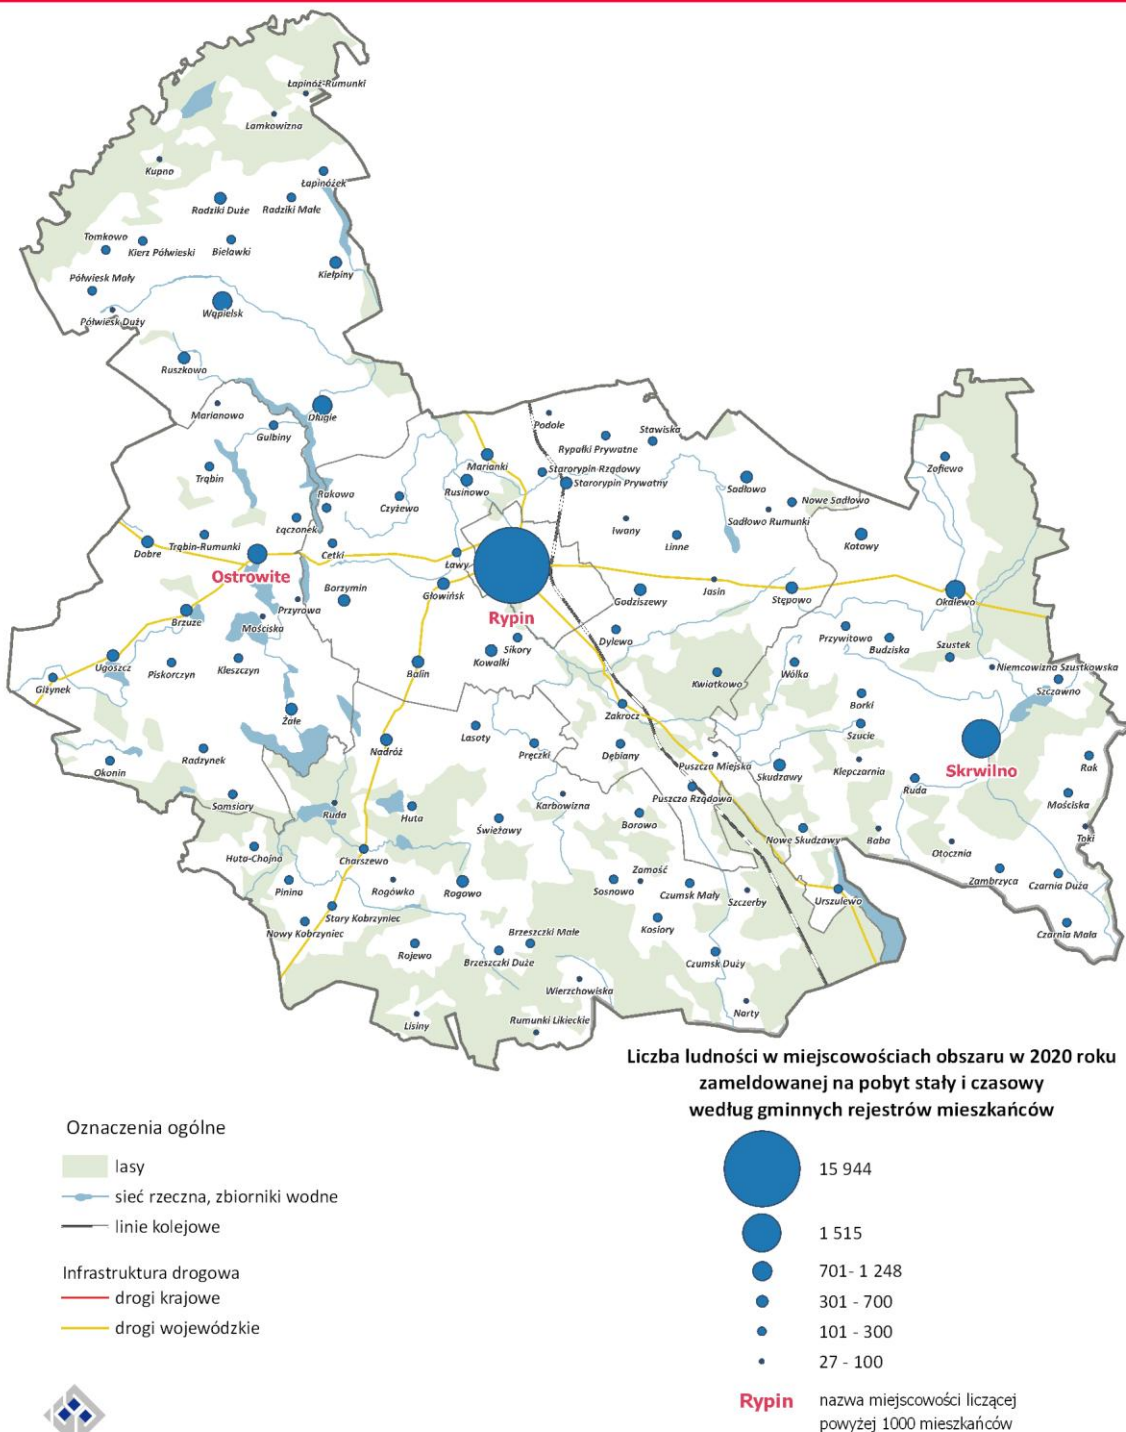 Łapinóż-Rumunki
Łamkowizna
Kupno
Łapinóżek
Radziki Duże
Radziki Małe
Tomkowo
Kierz Półwieski
Bielawki
Kiełpiny
Półwiesk Mały
Półwiesk Duży
Wąpielsk
Ruszkowo
Marianowo
Długie
Gulbiny
Podole
Stawiska
Rypałki Prywatne
Marianki
Zofiewo
Trąbin
Starorypin Rządowy
Rusinowo
Starorypin Prywatny
Sadłowo
Rakowo
Czyżewo
Nowe Sadłowo
Sadłowo Rumunki
Łączonek
Iwany
Linne
Kotowy
Dobre
Trąbin-Rumunki
Cetki
Ławy
Ostrowite
Borzymin
Głowińsk
Godziszewy
Jasin
Stępowo
Okalewo
Przyrowa
Rypin
Brzuze
Mościska
Sikory
Dylewo
Przywitowo
Budziska
Szustek
Kowalki
Ugoszcz
Piskorczyn
Kleszczyn
Balin
Kwiatkowo
Wólka
Niemcowizna Szustkowska
Szczawno
Giżynek
Żałe
Zakrocz
Borki
Lasoty
Szucie
Nadróż
Pręczki
Dębiany
Okonin
Radzynek
Puszcza Miejska
Skudzawy
Klepczarnia
Skrwilno
Rak
Somsiory
Ruda
Huta
Karbowizna
Puszcza Rządowa
Ruda
Mościska
Świeżawy
Borowo
Nowe Skudzawy
Baba
Toki
Huta-Chojno
Charszewo
Otocznia
Pinino
Rogówko
Rogowo
Sosnowo
Zamość
Czumsk Mały
Szczerby
Urszulewo
Zambrzyca
Czarnia Duża
Stary Kobrzyniec
Nowy Kobrzyniec
Kosiory
Czarnia Mała
Brzeszczki Małe
Rojewo
Brzeszczki Duże
Czumsk Duży
Wierzchowiska
Lisiny
Rumunki Likieckie
Narty
Liczba ludności w miejscowościach obszaru w 2020 roku
zameldowanej na pobyt stały i czasowy
według gminnych rejestrów mieszkańców
15 944
1 515
701- 1 248
301 - 700
101 - 300
27 - 100
Rypin nazwa miejscowości liczącej
powyżej 1000 mieszkańców
Oznaczenia ogólne
lasy
sieć rzeczna, zbiorniki wodne
linie kolejowe
Infrastruktura drogowa
drogi krajowe
drogi wojewódzkie